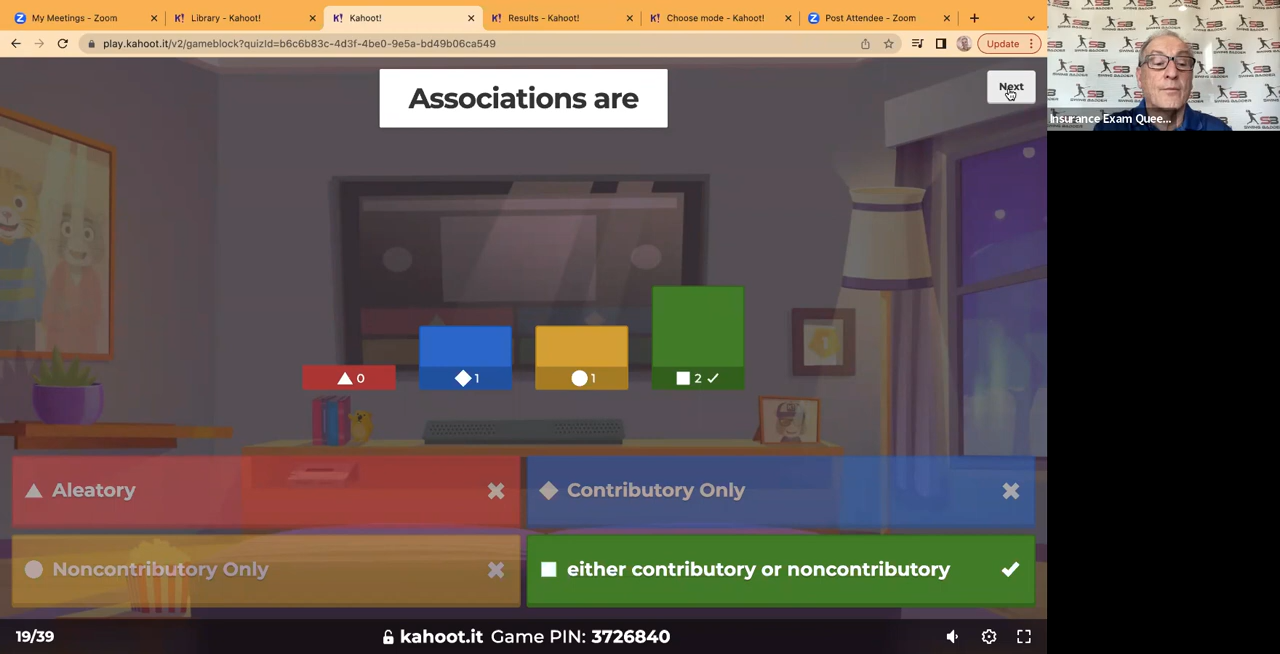 My Meetings - Zoom
Library - Kahoot!
Kahoot!
Results - Kahoot!
Choose mode - Kahoot!
Post Attendee - Zoom
play.kahoot.it/v2/gameblock?quizId=b6c6b83c-4d3f-4be0-9e5a-bd49b06ca549
Update
Associations are
Next
Insurance Exam Quee...
0
1
1
2
Aleatory
Contributory Only
Noncontributory Only
either contributory or noncontributory
19/39
kahoot.it Game PIN: 3726840